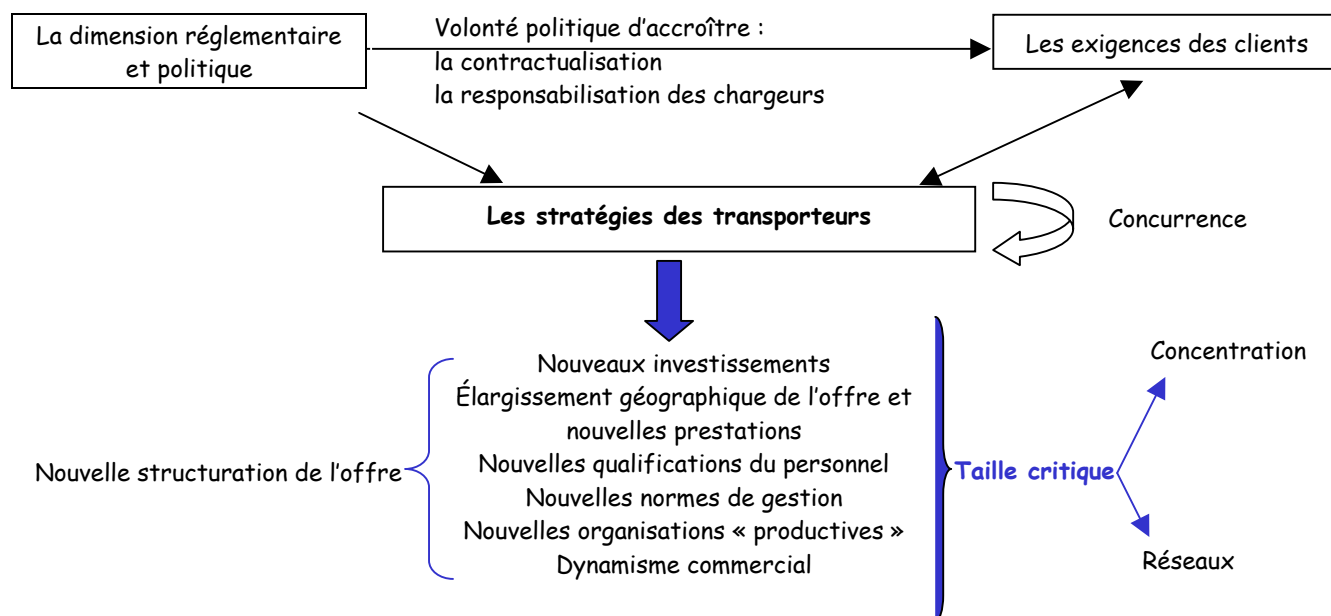 La dimension réglementaire
et politique
Volonté politique d'accroître :
la contractualisation
la responsabilisation des chargeurs
Les exigences des clients
Les stratégies des transporteurs
Concurrence
Nouvelle structuration de l'offre
Nouveaux investissements
Élargissement géographique de l'offre et
nouvelles prestations
Nouvelles qualifications du personnel
Nouvelles normes de gestion
Nouvelles organisations « productives »
Dynamisme commercial
Taille critique
Concentration
Réseaux